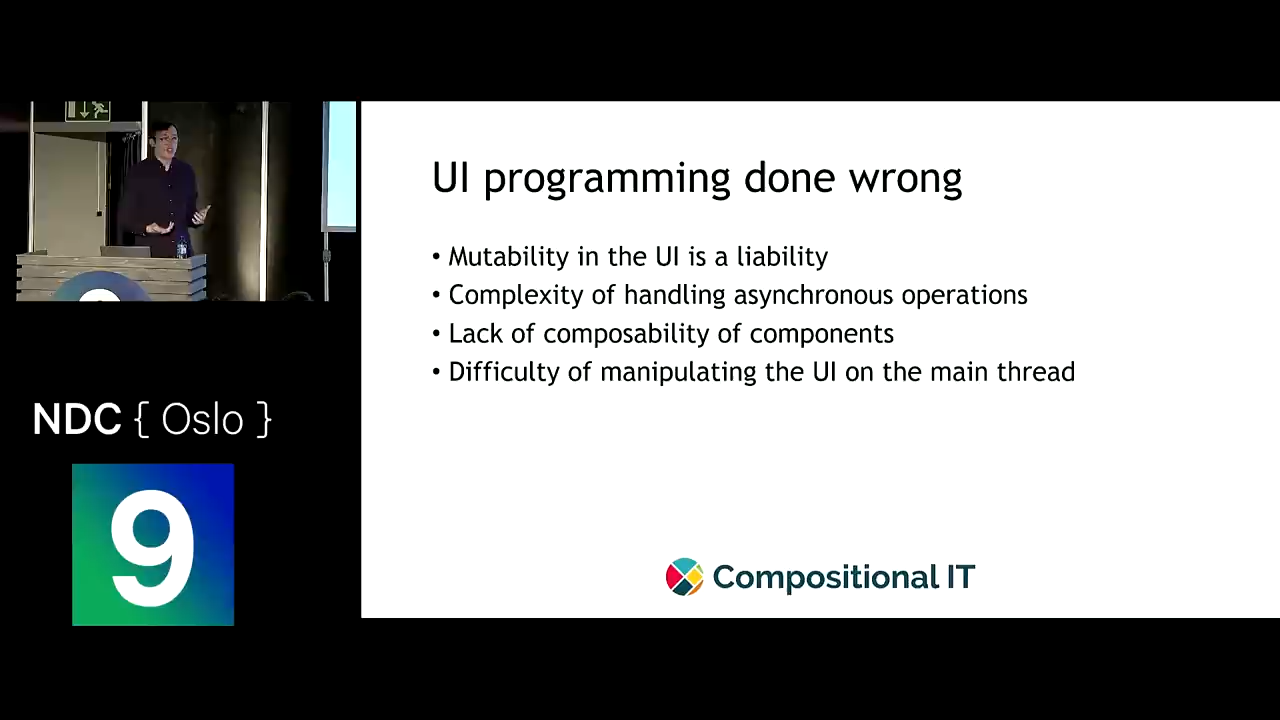 UI programming done wrong
• Mutability in the UI is a liability
• Complexity of handling asynchronous operations
• Lack of composability of components
• Difficulty of manipulating the UI on the main thread
NDC { Oslo }
9
Compositional IT